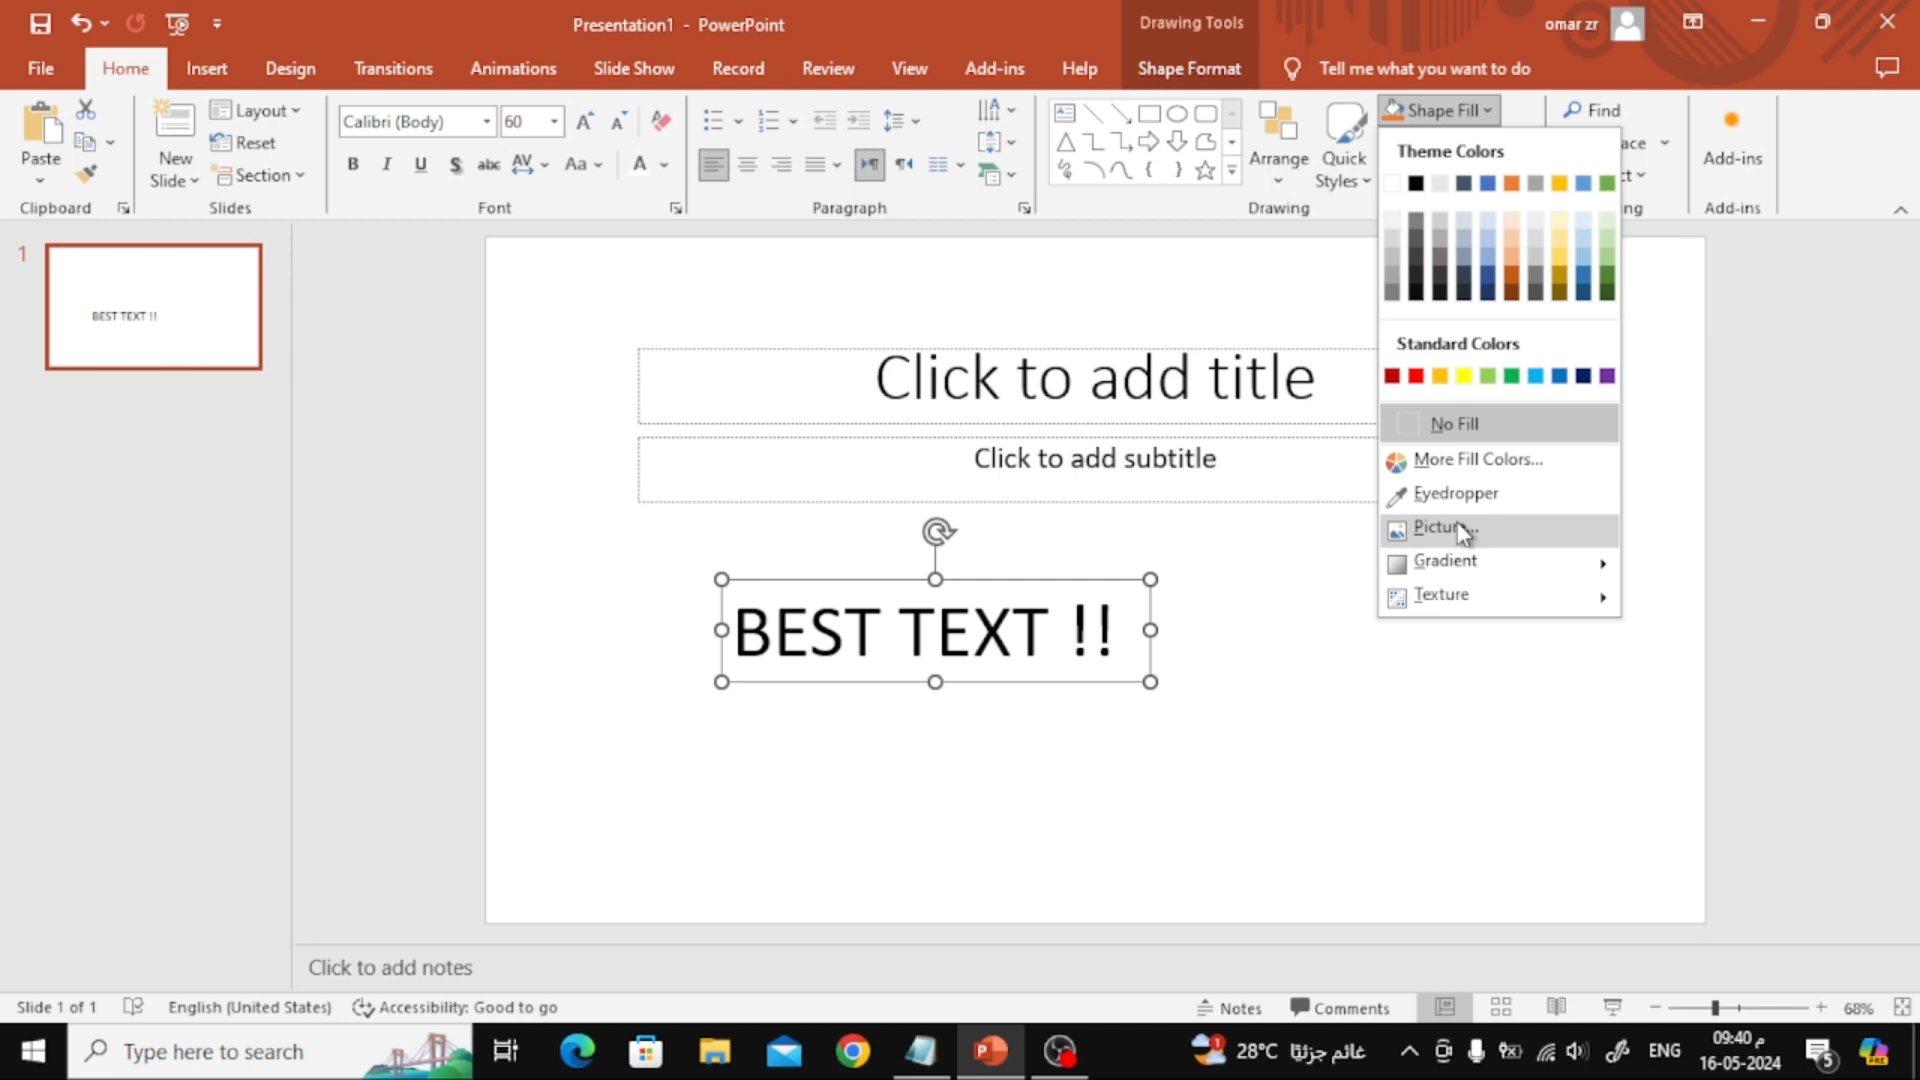 Presentation1 - PowerPoint
Drawing Tools
omar zr
File
Home
Insert
Design
Transitions
Animations
Slide Show
Record
Review
View
Add-ins
Help
Shape Format
Tell me what you want to do
Paste
Clipboard
New
Slide
Layout
Reset
Section
Slides
Calibri (Body)
60
Font
Paragraph
Arrange
Quick
Styles
Drawing
Shape Fill
Find
Add-ins
Add-ins
Theme Colors
Standard Colors
No Fill
More Fill Colors...
Eyedropper
Picture...
Gradient
Texture
1
BEST TEXT !!
Click to add title
Click to add subtitle
BEST TEXT !!
Click to add notes
Slide 1 of 1
English (United States)
Accessibility: Good to go
Notes
Comments
68%
Type here to search
28°C غائم جزئيًا
ENG
09:40 م
16-05-2024
5